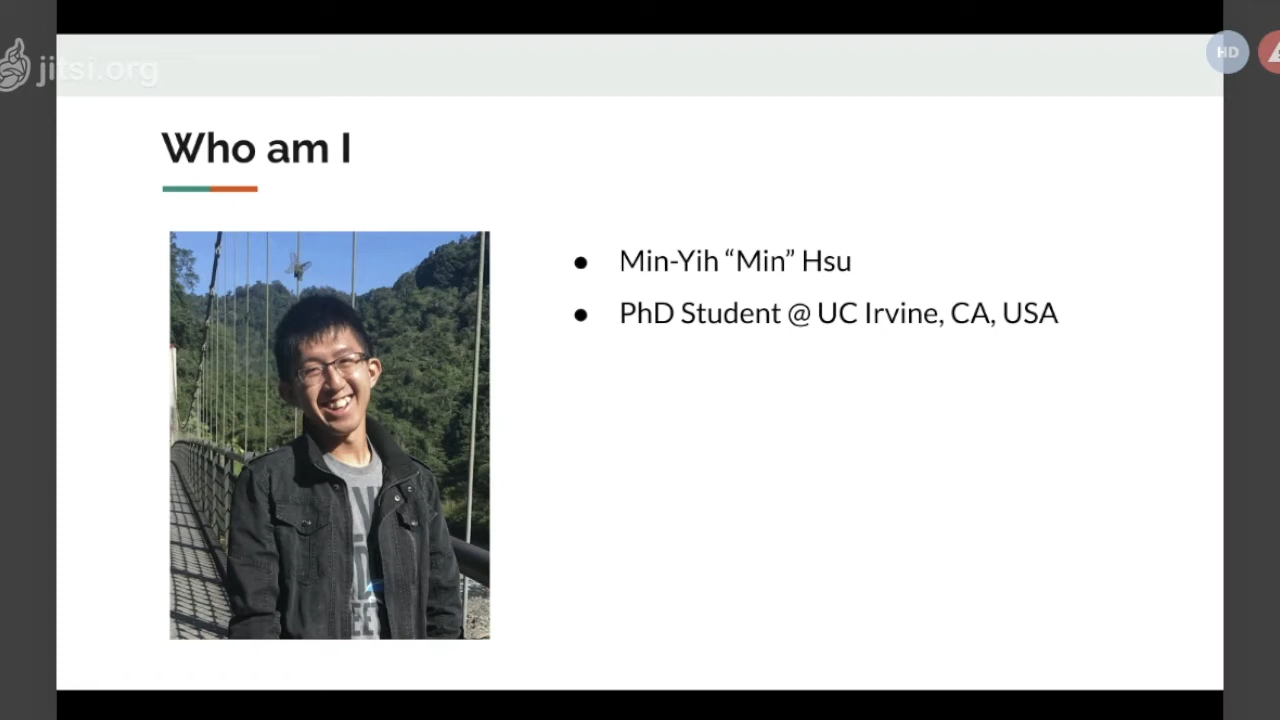 jitsi.org
HD
Who am I
Min-Yih “Min” Hsu
PhD Student @ UC Irvine, CA, USA